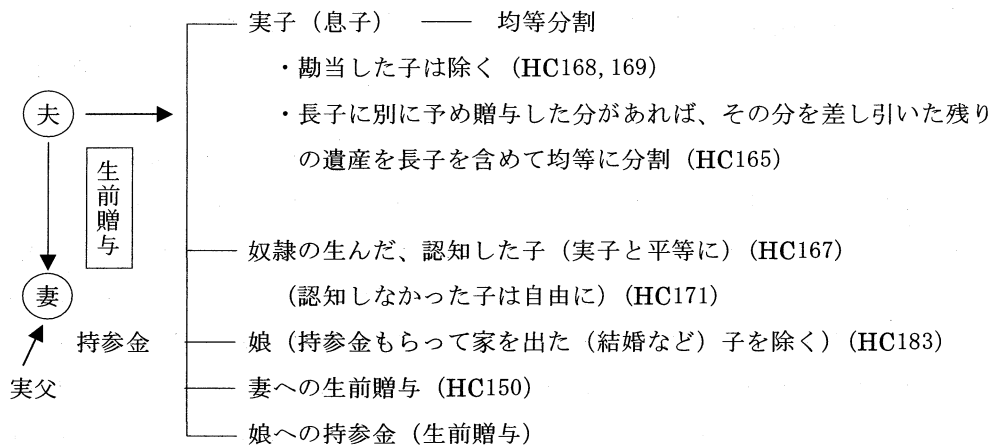 実子（息子） ―― 均等分割
・勘当した子は除く（HC168, 169）
夫
・長子に別に予め贈与した分があれば、その分を差し引いた残り
の遺産を長子を含めて均等に分割（HC165）
生前贈与
奴隷の生んだ、認知した子（実子と平等に）（HC167）
妻
（認知しなかった子は自由に）（HC171）
持参金
娘（持参金もらって家を出た（結婚など）子を除く）（HC183）
実父
妻への生前贈与（HC150）
娘への持参金（生前贈与）